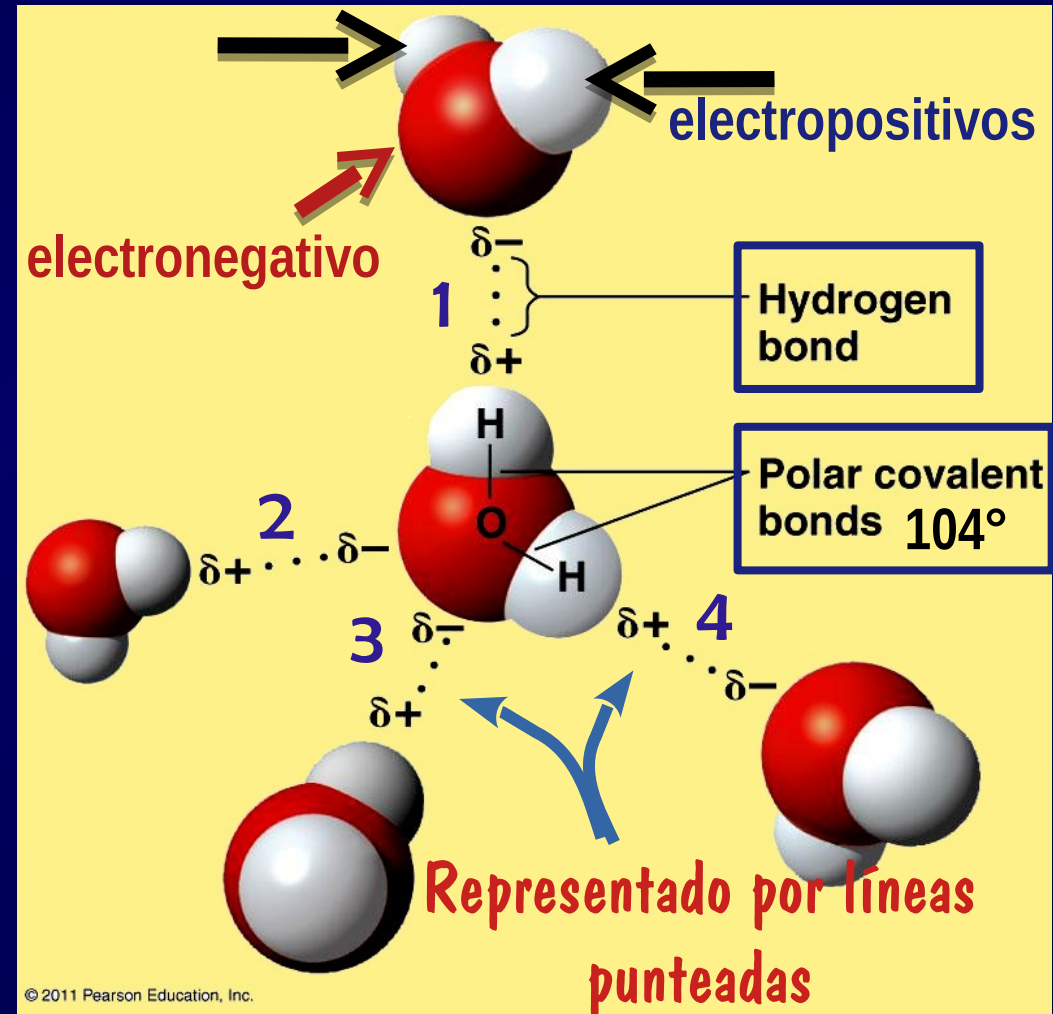 electropositivos
electronegativo
δ−
1
δ+
Hydrogen
bond
H
O
H
Polar covalent
bonds 104°
2
δ+
δ−
3
δ−
δ+
δ+
4
δ−
Representado por líneas
punteadas
© 2011 Pearson Education, Inc.